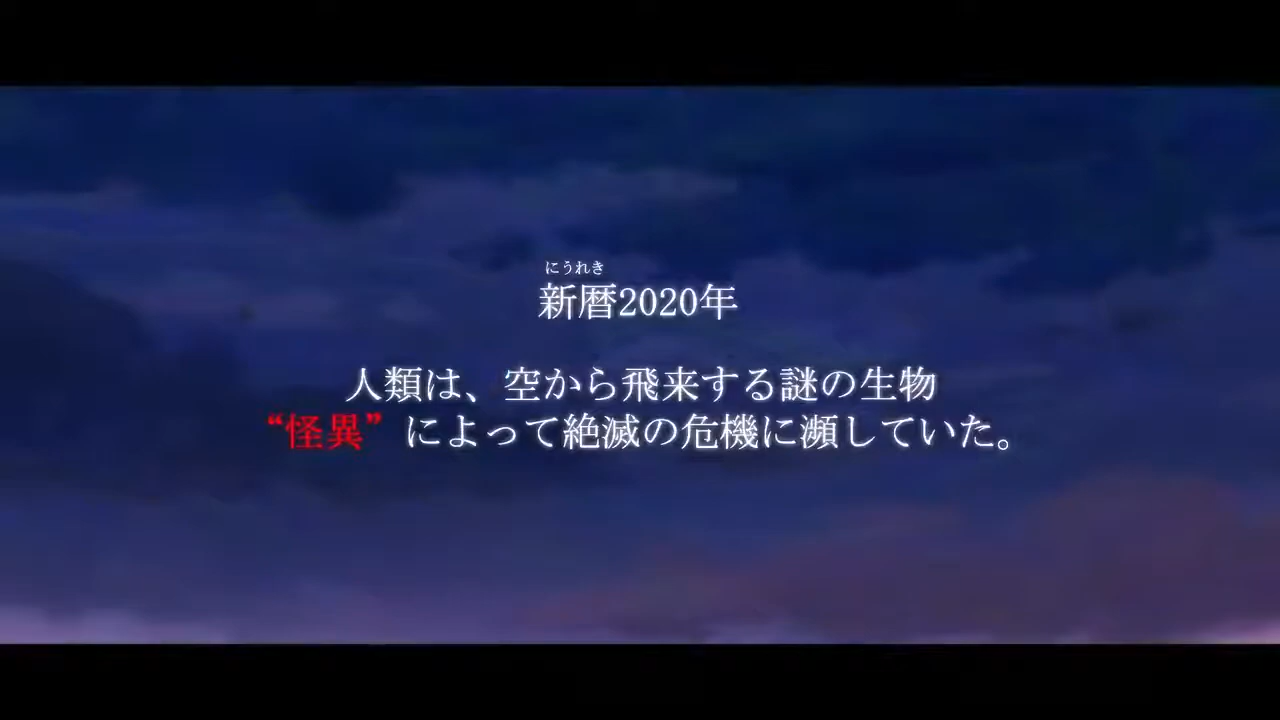 にうれき
新暦2020年
人類は、空から飛来する謎の生物
“怪異”によって絶滅の危機に瀕していた。